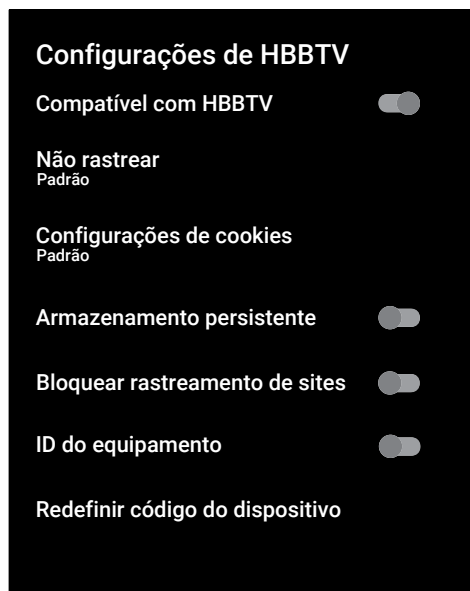 Configurações de HBBTV
Compatível com HBBTV
Não rastrear
Padrão
Configurações de cookies
Padrão
Armazenamento persistente
Bloquear rastreamento de sites
ID do equipamento
Redefinir código do dispositivo